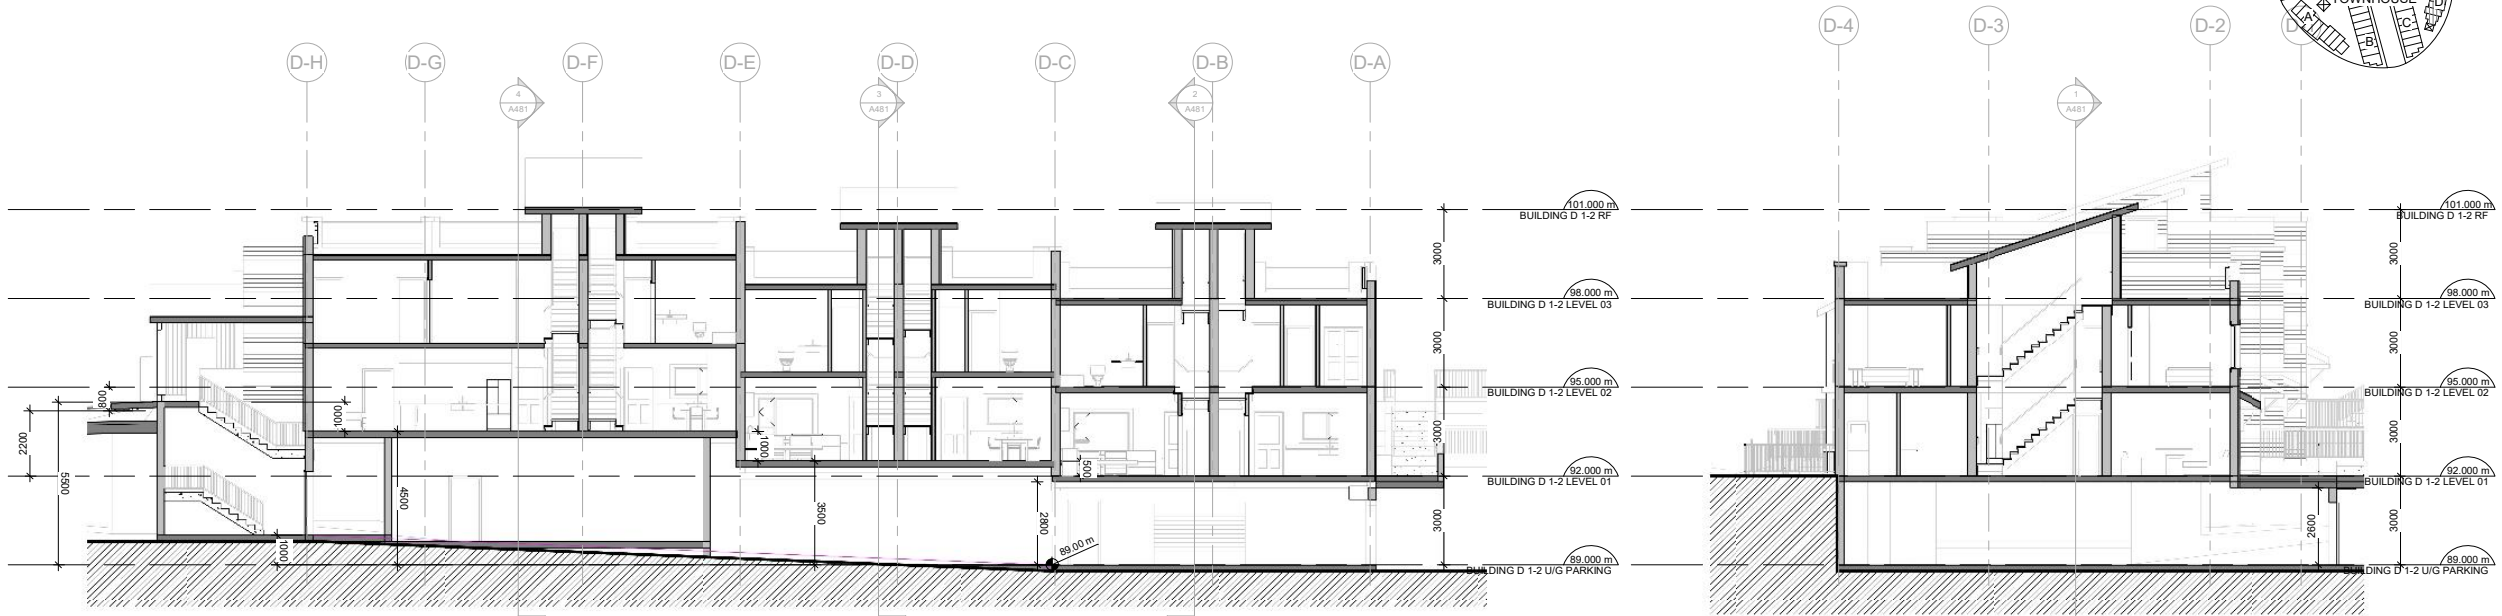 TOWNHOUSE
A
B
C
D
D-H
D-G
D-F
D-E
D-D
D-C
D-B
D-A
D-4
D-3
D-2
4
A481
3
A481
2
A481
1
A481
101.000 m
BUILDING D 1-2 RF
98.000 m
BUILDING D 1-2 LEVEL 03
95.000 m
BUILDING D 1-2 LEVEL 02
92.000 m
BUILDING D 1-2 LEVEL 01
89.000 m
BUILDING D 1-2 U/G PARKING
3000
3000
3000
3000
2200
5500
800
1000
1000
4500
3500
1000
500
2800
89.00 m
101.000 m
BUILDING D 1-2 RF
98.000 m
BUILDING D 1-2 LEVEL 03
95.000 m
BUILDING D 1-2 LEVEL 02
92.000 m
BUILDING D 1-2 LEVEL 01
89.000 m
BUILDING D 1-2 U/G PARKING
3000
3000
3000
3000
2600